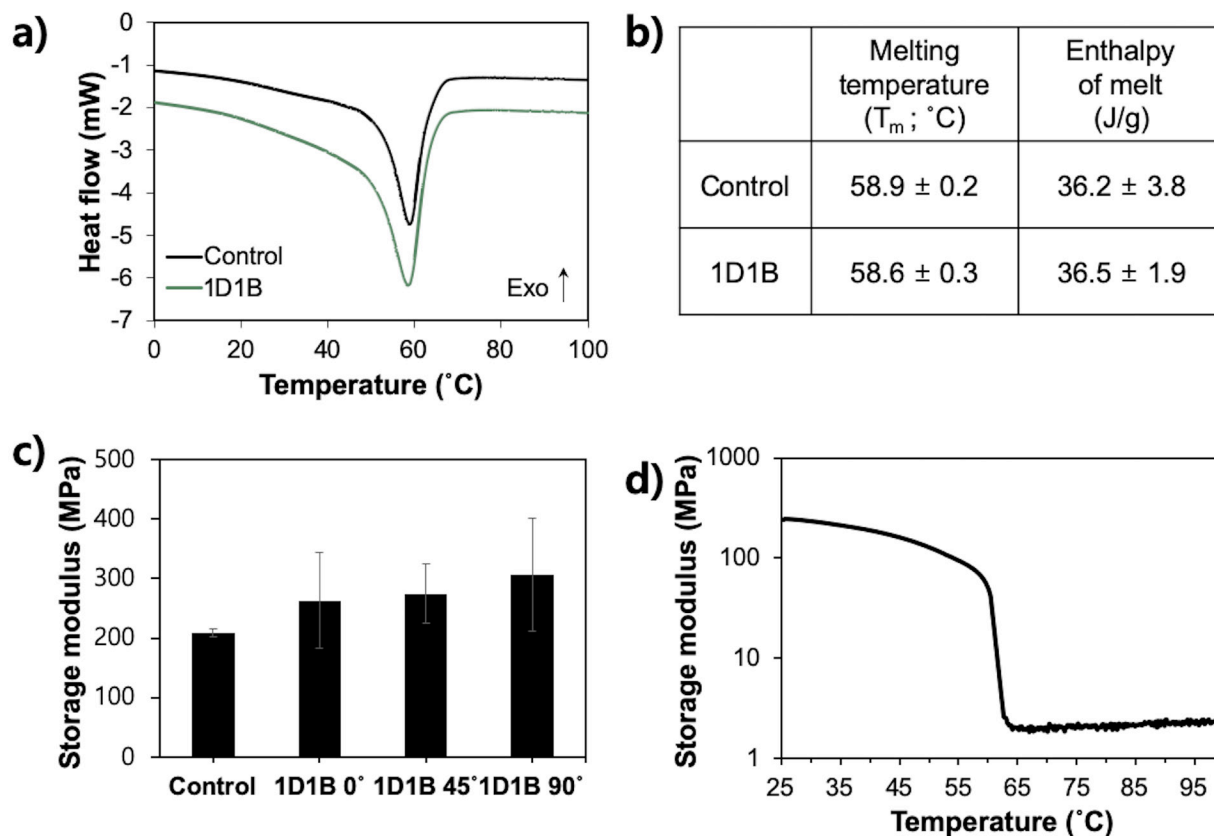 a)
0
-1
-2
-3
-4
-5
-6
-7
Heat flow (mW)
Control
1D1B
Exo ↑
0 20 40 60 80 100
Temperature (˚C)
b)
Melting temperature (Tm ; ˚C)
Enthalpy of melt (J/g)
Control 58.9 ± 0.2 36.2 ± 3.8
1D1B 58.6 ± 0.3 36.5 ± 1.9
c)
500
400
300
200
100
0
Storage modulus (MPa)
Control 1D1B 0˚ 1D1B 45˚ 1D1B 90˚
d)
1000
100
10
1
Storage modulus (MPa)
25 35 45 55 65 75 85 95
Temperature (˚C)